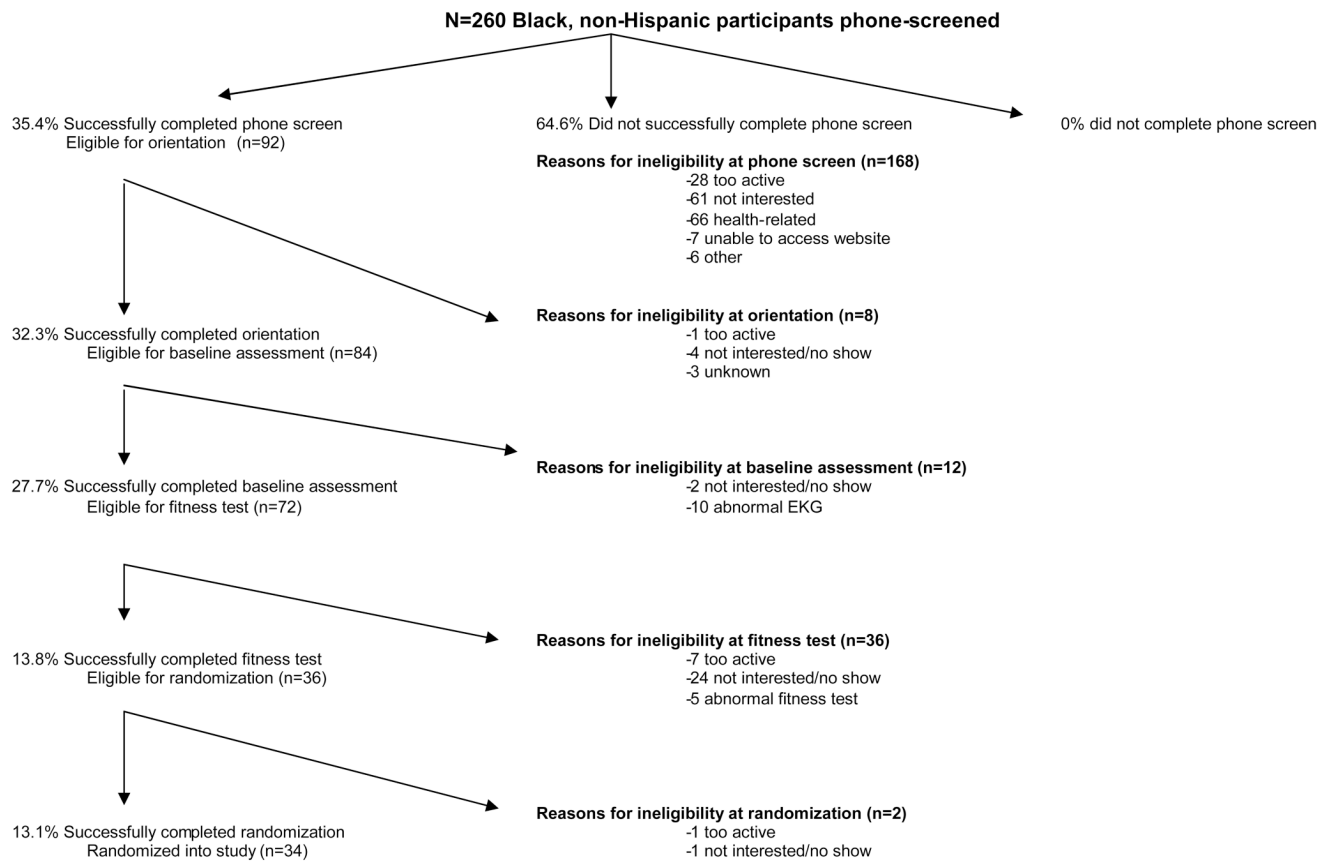 N=260 Black, non-Hispanic participants phone-screened
35.4% Successfully completed phone screen
Eligible for orientation (n=92)
64.6% Did not successfully complete phone screen
0% did not complete phone screen
Reasons for ineligibility at phone screen (n=168)
-28 too active
-61 not interested
-66 health-related
-7 unable to access website
-6 other
32.3% Successfully completed orientation
Eligible for baseline assessment (n=84)
Reasons for ineligibility at orientation (n=8)
-1 too active
-4 not interested/no show
-3 unknown
27.7% Successfully completed baseline assessment
Eligible for fitness test (n=72)
Reasons for ineligibility at baseline assessment (n=12)
-2 not interested/no show
-10 abnormal EKG
13.8% Successfully completed fitness test
Eligible for randomization (n=36)
Reasons for ineligibility at fitness test (n=36)
-7 too active
-24 not interested/no show
-5 abnormal fitness test
13.1% Successfully completed randomization
Randomized into study (n=34)
Reasons for ineligibility at randomization (n=2)
-1 too active
-1 not interested/no show